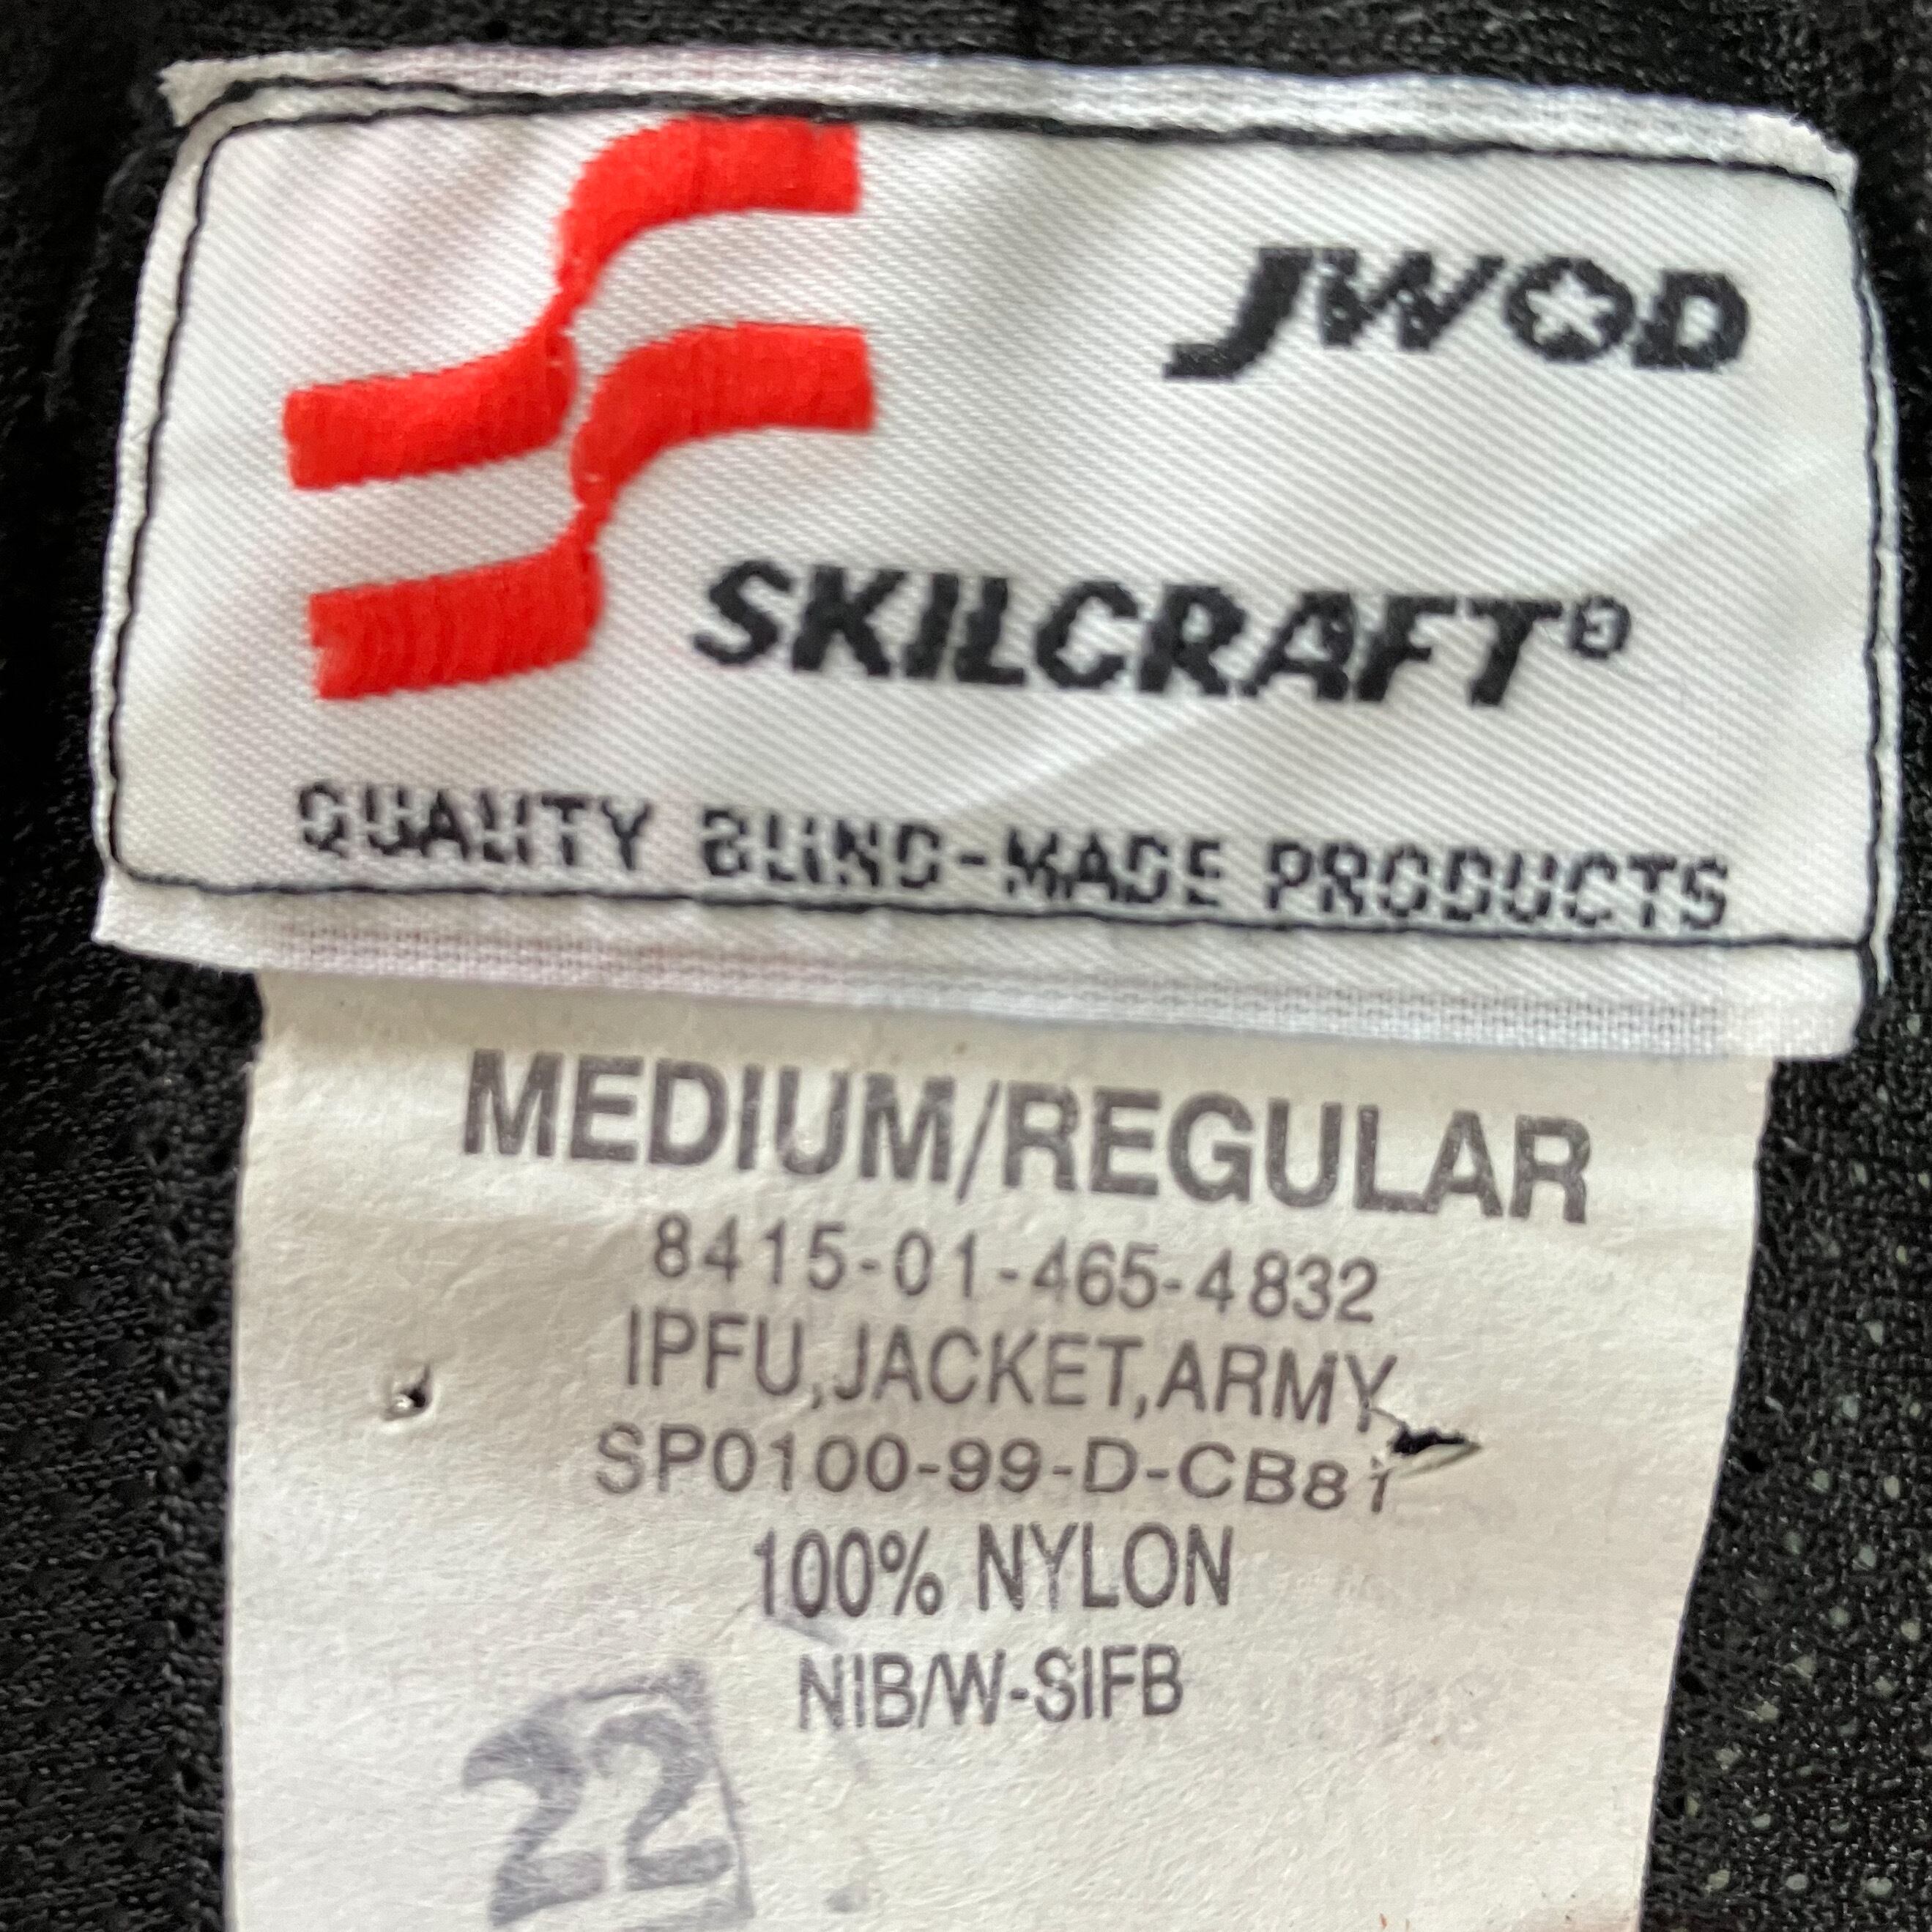 JWOD
SKILCRAFT®
QUALITY BLIND-MADE PRODUCTS
MEDIUM/REGULAR
8415-01-465-4832
IPFU,JACKET,ARMY
SP0100-99-D-CB81
100% NYLON
NIB/W-SIFB
22